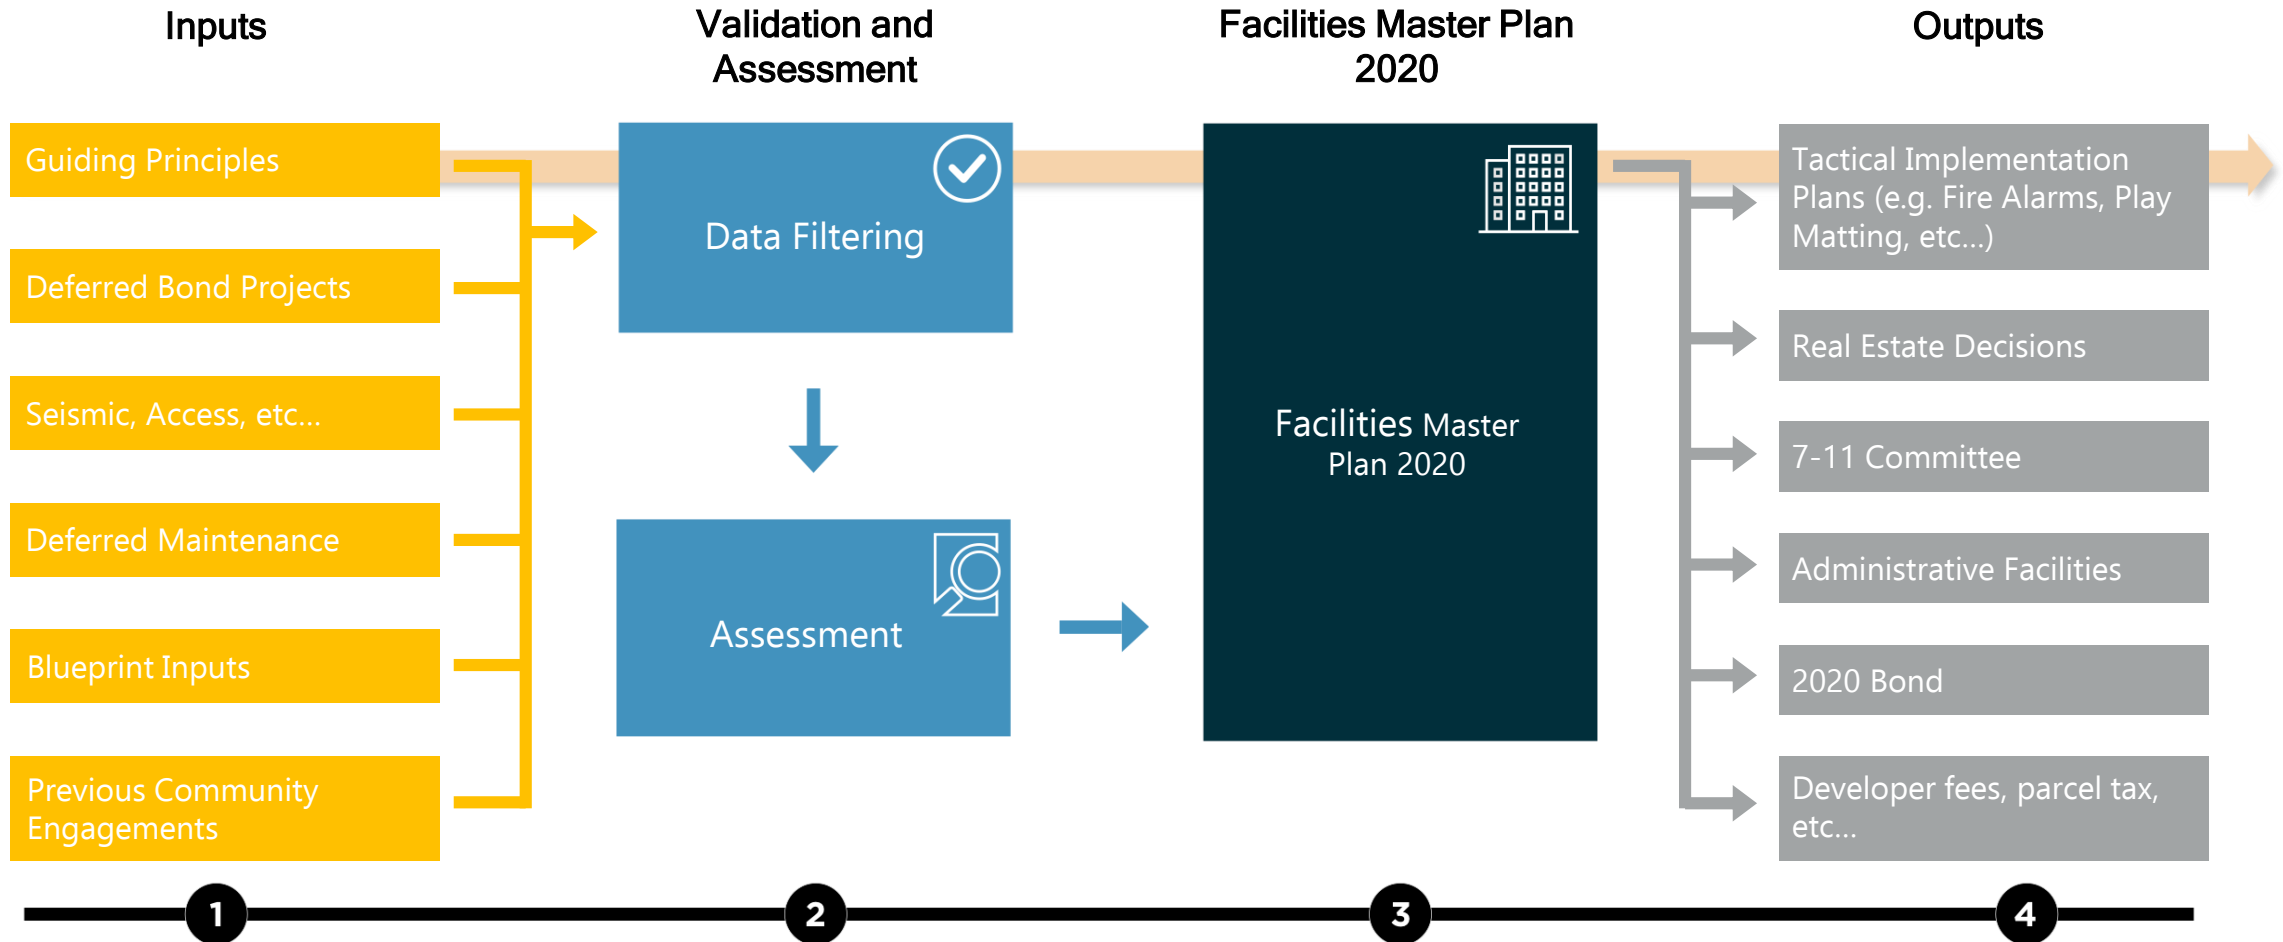 Inputs
Validation and
Assessment
Facilities Master Plan
2020
Outputs
Guiding Principles
Deferred Bond Projects
Seismic, Access, etc...
Deferred Maintenance
Blueprint Inputs
Previous Community
Engagements
Data Filtering
Assessment
Facilities Master
Plan 2020
Tactical Implementation
Plans (e.g. Fire Alarms, Play
Matting, etc...)
Real Estate Decisions
7-11 Committee
Administrative Facilities
2020 Bond
Developer fees, parcel tax,
etc...
1
2
3
4